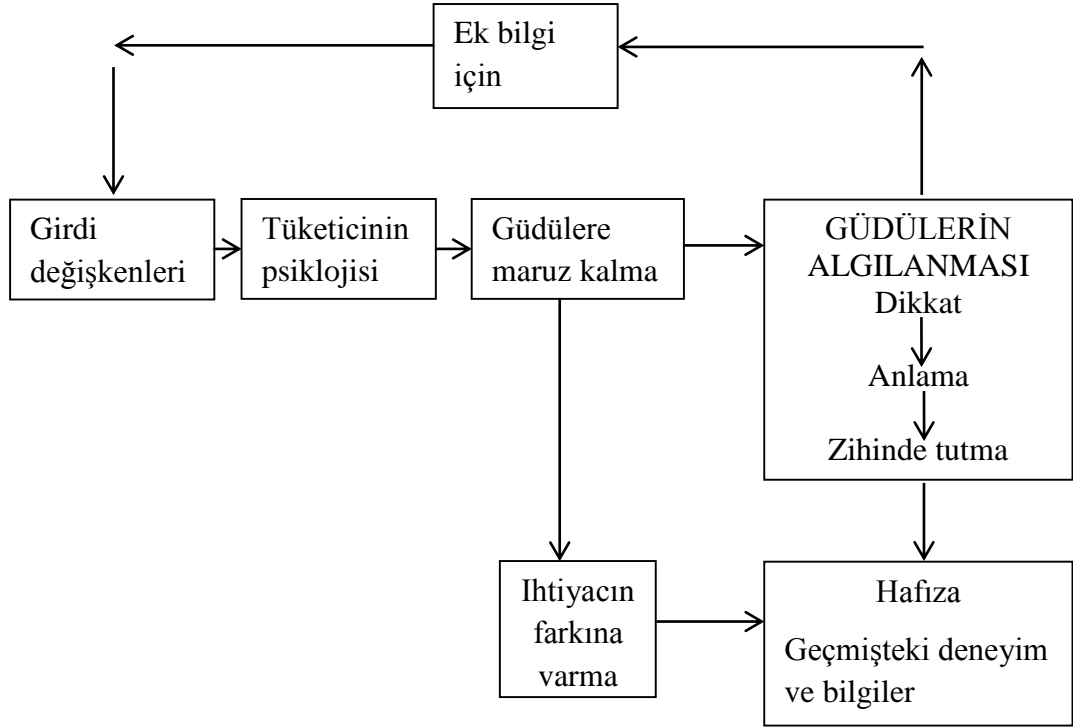 Ek bilgi
için
Girdi
değişkenleri
Tüketicinin
psiklojisi
Güdülere
maruz kalma
GÜDÜLERİN
ALGILANMASI
Dikkat
Anlama
Zihinde tutma
Ihtiyacın
farkına
varma
Hafıza
Geçmişteki deneyim
ve bilgiler